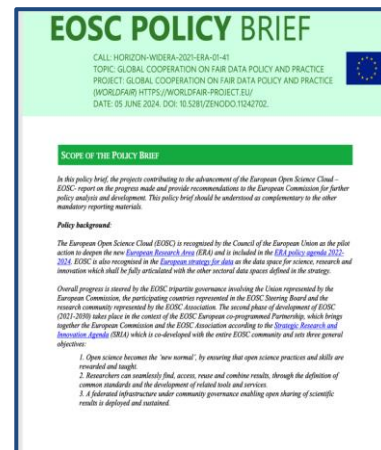 EOSC POLICY BRIEF
CALL: HORIZON-WIDERA-2021-ERA-01-41
TOPIC: GLOBAL COOPERATION ON FAIR DATA POLICY AND PRACTICE
PROJECT: GLOBAL COOPERATION ON FAIR DATA POLICY AND PRACTICE
(WORLDFAIR) HTTPS://WORLDFAIR-PROJECT.EU/
DATE: 05 JUNE 2024. DOI: 10.5281/ZENODO.11242702.
SCOPE OF THE POLICY BRIEF
In this policy brief, the projects contributing to the advancement of the European Open Science Cloud –
EOSC- report on the progress made and provide recommendations to the European Commission for further
policy analysis and development. This policy brief should be understood as complementary to the other
mandatory reporting materials.
Policy background:
The European Open Science Cloud (EOSC) is recognised by the Council of the European Union as the pilot
action to deepen the new European Research Area (ERA) and is included in the ERA policy agenda 2022-
2024. EOSC is also recognised in the European strategy for data as the data space for science, research and
innovation which shall be fully articulated with the other sectoral data spaces defined in the strategy.
Overall progress is steered by the EOSC tripartite governance involving the Union represented by the
European Commission, the participating countries represented in the EOSC Steering Board and the
research community represented by the EOSC Association. The second phase of development of EOSC
(2021-2030) takes place in the context of the EOSC European co-programmed Partnership, which brings
together the European Commission and the EOSC Association according to the Strategic Research and
Innovation Agenda (SRIA) which is co-developed with the entire EOSC community and sets three general
objectives:
1. Open science becomes the 'new normal', by ensuring that open science practices and skills are
rewarded and taught.
2. Researchers can seamlessly find, access, reuse and combine results, through the definition of
common standards and the development of related tools and services.
3. A federated infrastructure under community governance enabling open sharing of scientific
results is deployed and sustained.